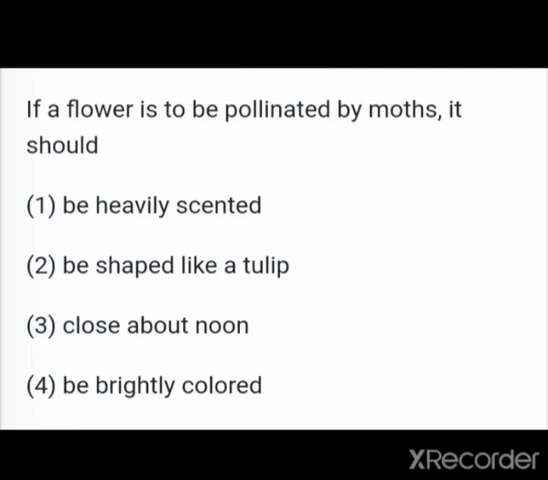 If a flower is to be pollinated by moths, it
should
(1) be heavily scented
(2) be shaped like a tulip
(3) close about noon
(4) be brightly colored
XRecorder